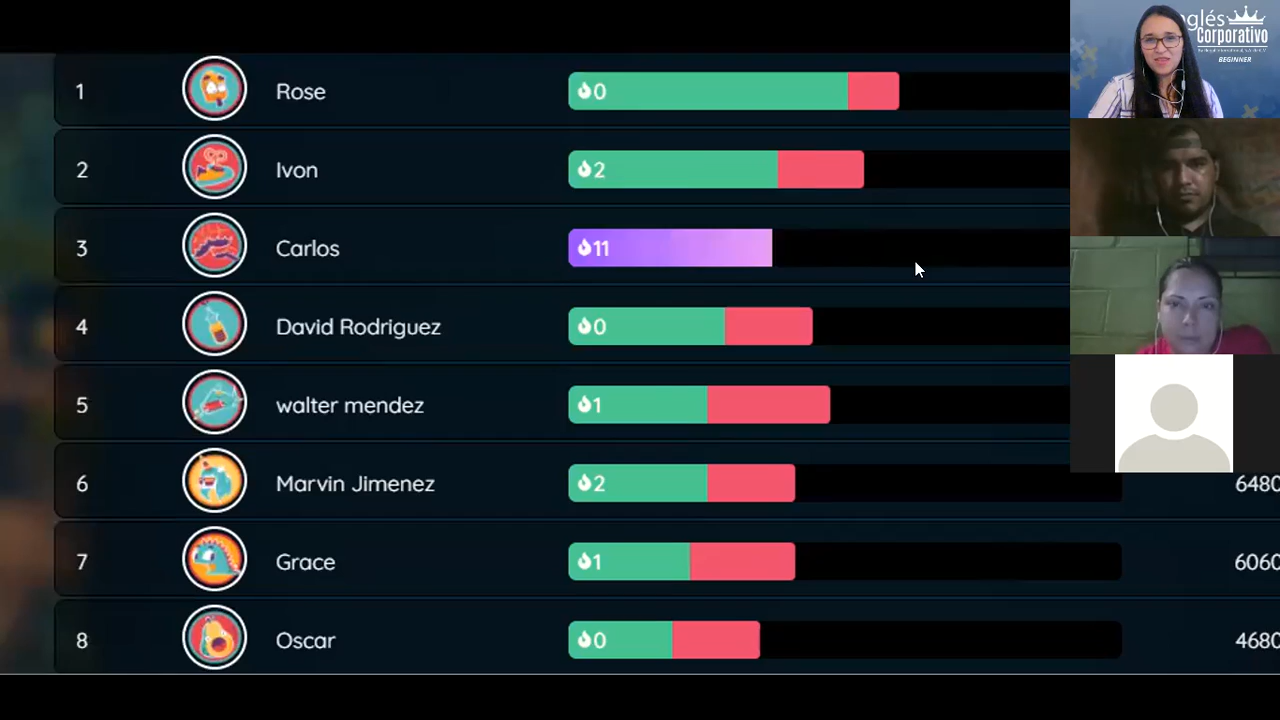 1 Rose 0
2 Ivon 2
3 Carlos 11
4 David Rodriguez 0
5 walter mendez 1
6 Marvin Jimenez 2 6480
7 Grace 1 6060
8 Oscar 0 4680
nglés
Corporativo
BEGINNER